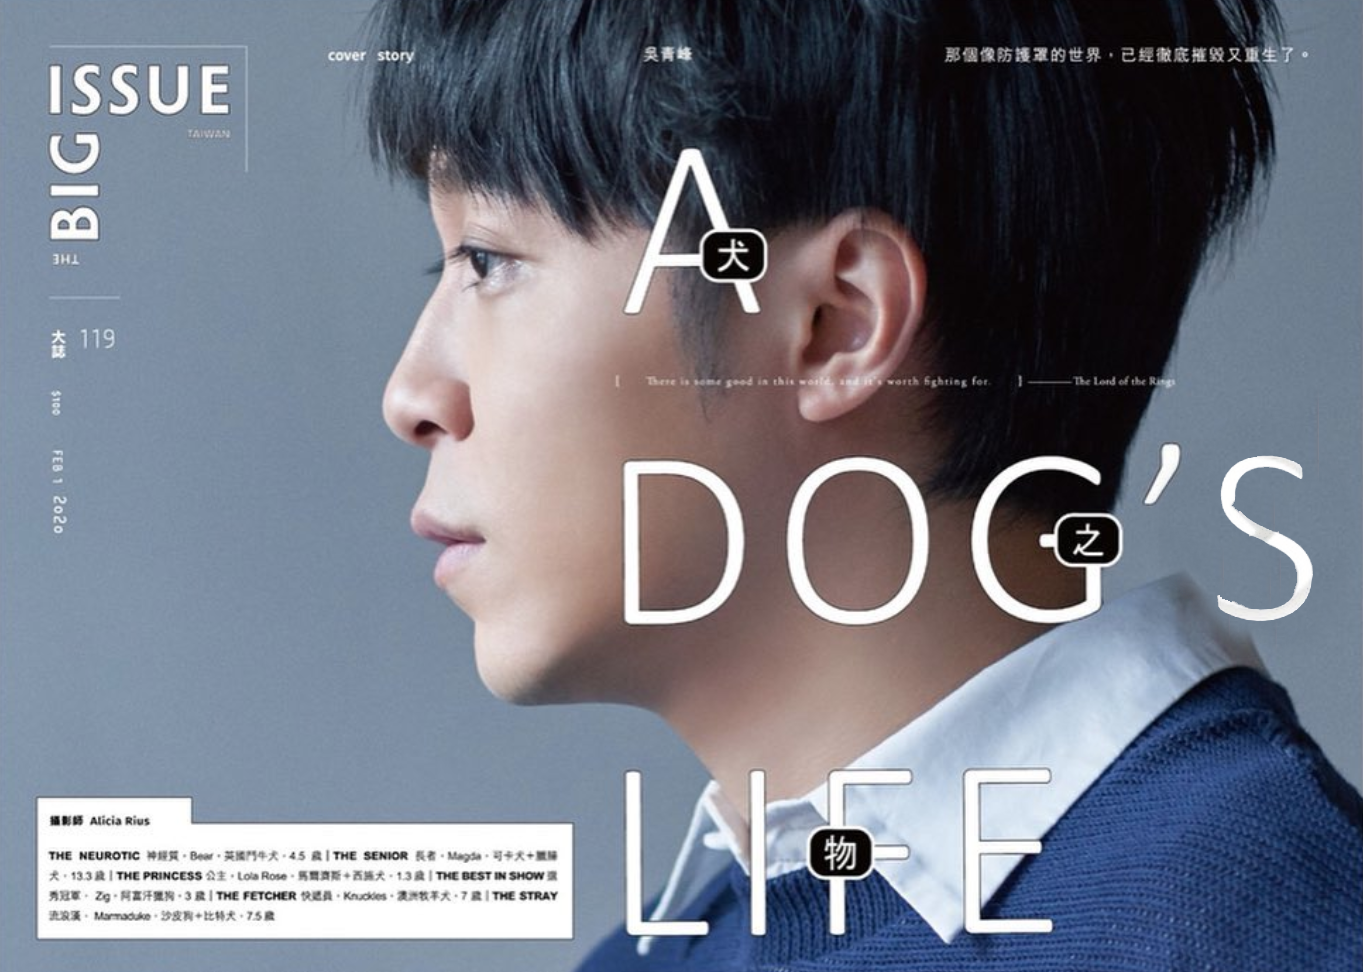 THE BIG ISSUE
TAIWAN
大誌 119
$100
FEB 1 2020
cover story 吳青峰 那個像防護罩的世界，已經徹底摧毀又重生了。
A
犬
[ There is some good in this world, and it's worth fighting for. ] ——— The Lord of the Rings
DOG'S
之
LIFE
物
攝影師 Alicia Rius
THE NEUROTIC 神經質・Bear・英國鬥牛犬・4.5 歲 | THE SENIOR 長者・Magda・可卡犬＋臘腸
犬・13.3 歲 | THE PRINCESS 公主・Lola Rose・馬爾濟斯＋西施犬・1.3 歲 | THE BEST IN SHOW 選
秀冠軍・ Zig・阿富汗獵狗・3 歲 | THE FETCHER 快遞員・Knuckles・澳洲牧羊犬・7 歲 | THE STRAY
流浪漢・ Marmaduke・沙皮狗＋比特犬・7.5 歲